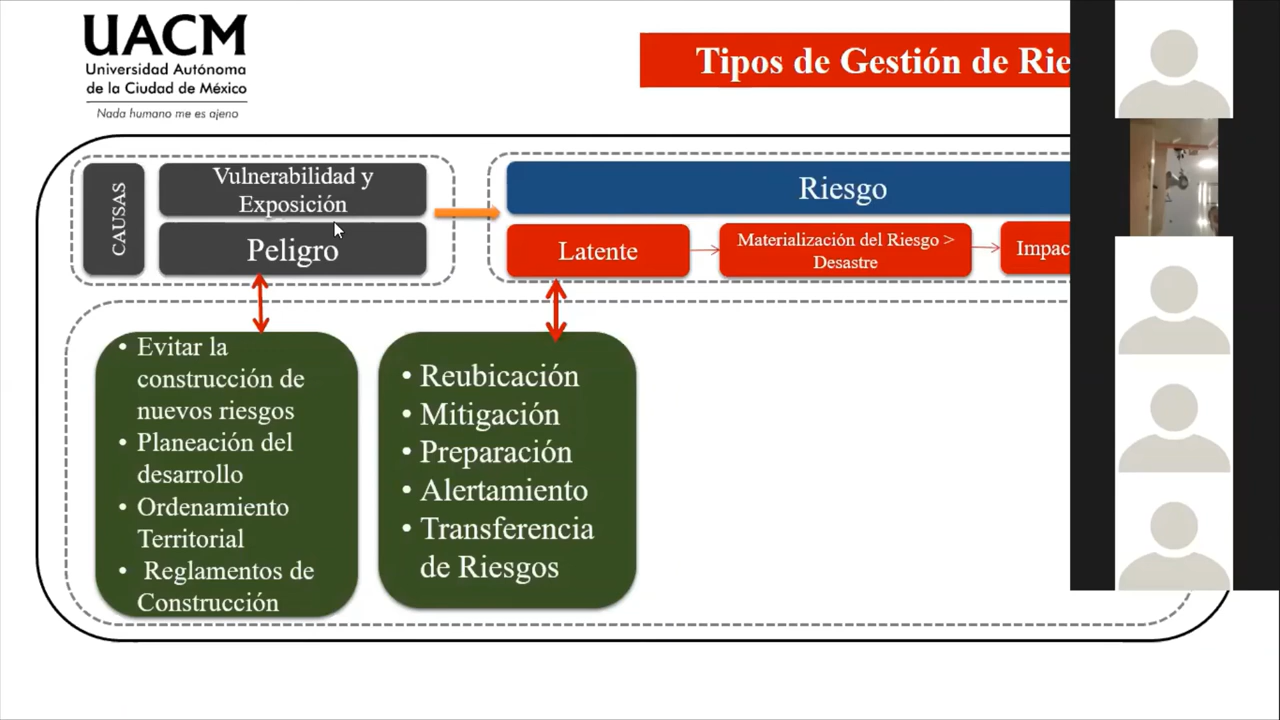 UACM
Universidad Autónoma
de la Ciudad de México
Nada humano me es ajeno
Tipos de Gestión de Rie
CAUSAS
Vulnerabilidad y
Exposición
Peligro
Riesgo
Latente
Materialización del Riesgo >
Desastre
Impac
• Evitar la
construcción de
nuevos riesgos
• Planeación del
desarrollo
• Ordenamiento
Territorial
• Reglamentos de
Construcción
• Reubicación
• Mitigación
• Preparación
• Alertamiento
• Transferencia
de Riesgos